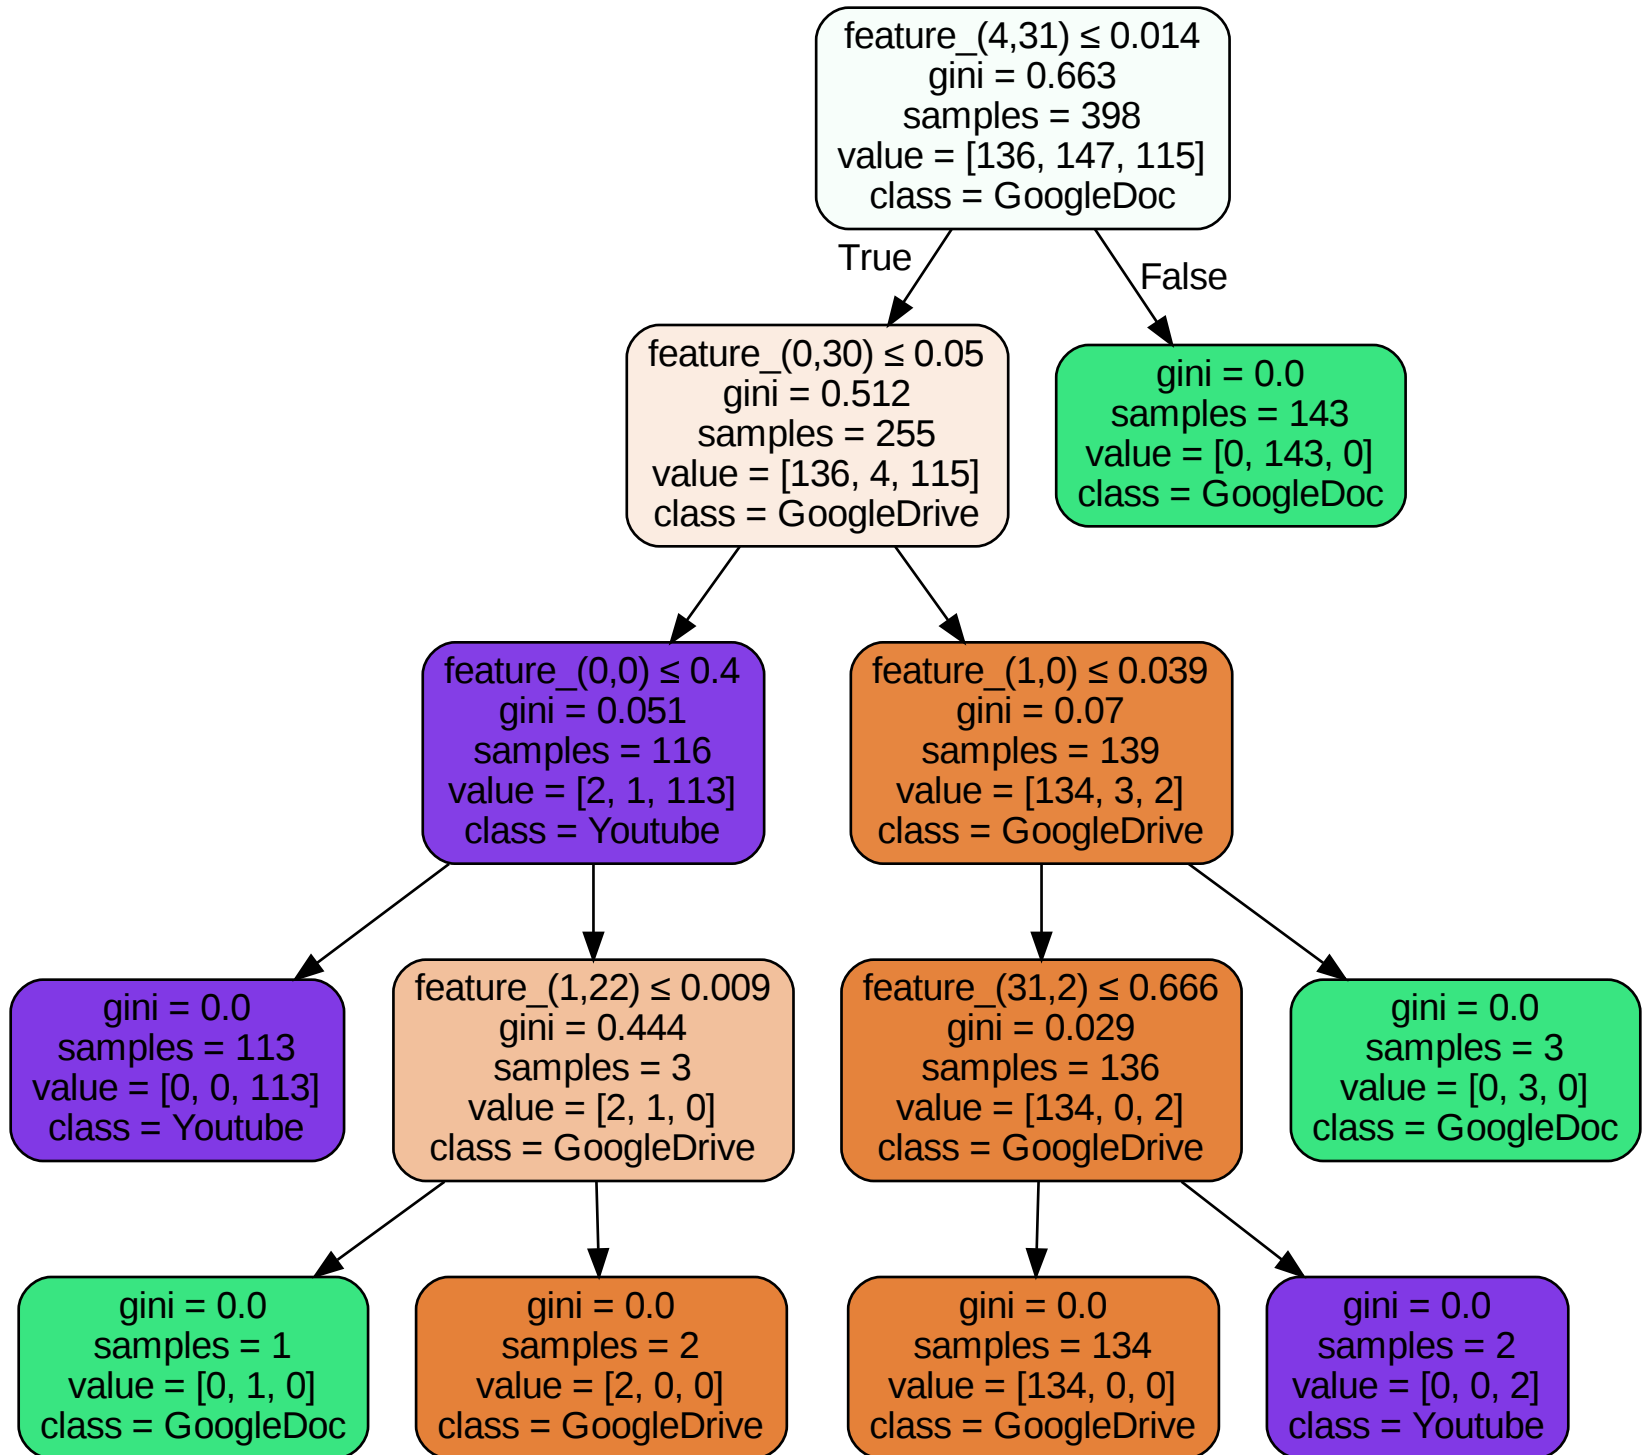 feature_(4,31) ≤ 0.014
gini = 0.663
samples = 398
value = [136, 147, 115]
class = GoogleDoc
True
False
feature_(0,30) ≤ 0.05
gini = 0.512
samples = 255
value = [136, 4, 115]
class = GoogleDrive
gini = 0.0
samples = 143
value = [0, 143, 0]
class = GoogleDoc
feature_(0,0) ≤ 0.4
gini = 0.051
samples = 116
value = [2, 1, 113]
class = Youtube
feature_(1,0) ≤ 0.039
gini = 0.07
samples = 139
value = [134, 3, 2]
class = GoogleDrive
gini = 0.0
samples = 113
value = [0, 0, 113]
class = Youtube
feature_(1,22) ≤ 0.009
gini = 0.444
samples = 3
value = [2, 1, 0]
class = GoogleDrive
feature_(31,2) ≤ 0.666
gini = 0.029
samples = 136
value = [134, 0, 2]
class = GoogleDrive
gini = 0.0
samples = 3
value = [0, 3, 0]
class = GoogleDoc
gini = 0.0
samples = 1
value = [0, 1, 0]
class = GoogleDoc
gini = 0.0
samples = 2
value = [2, 0, 0]
class = GoogleDrive
gini = 0.0
samples = 134
value = [134, 0, 0]
class = GoogleDrive
gini = 0.0
samples = 2
value = [0, 0, 2]
class = Youtube